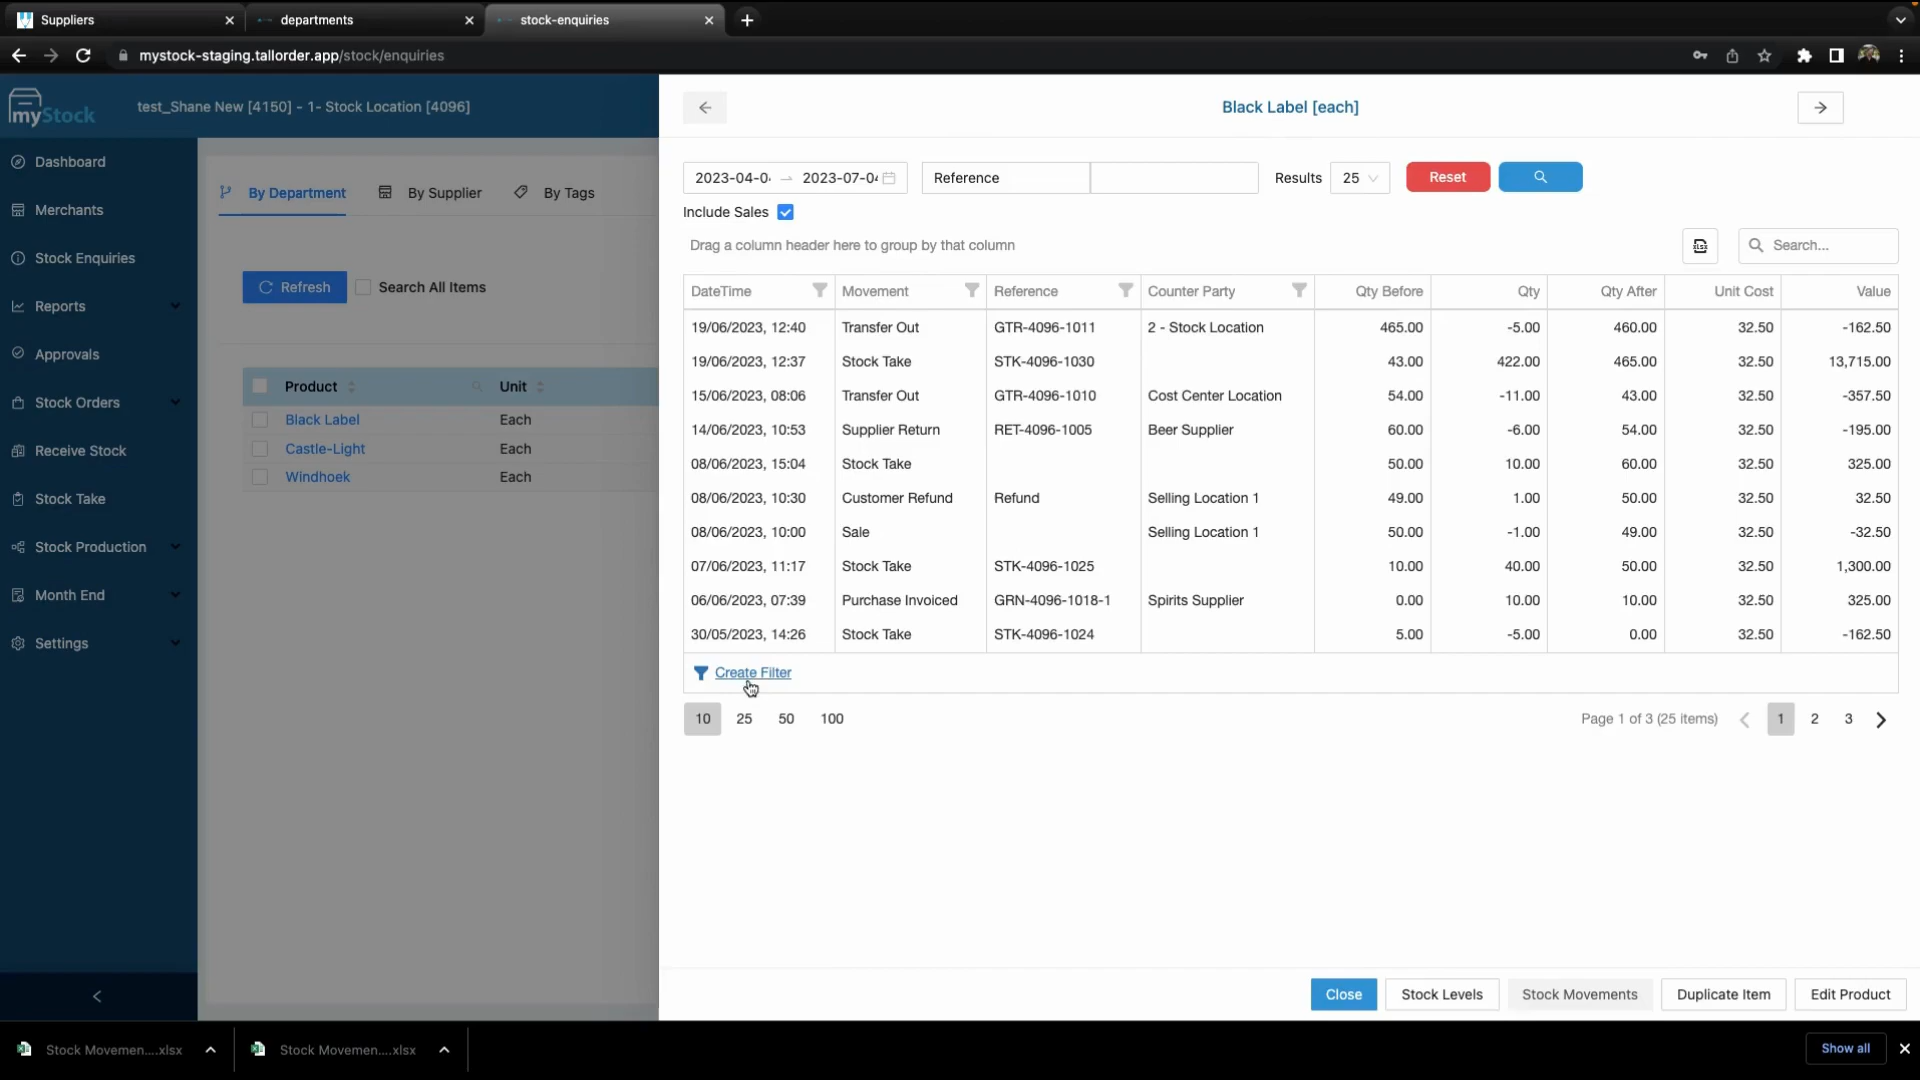 Suppliers
departments
stock-enquiries
mystock-staging.tallorder.app/stock/enquiries
myStock
test_Shane New [4150] - 1- Stock Location [4096]
Black Label [each]
Dashboard
Merchants
Stock Enquiries
Reports
Approvals
Stock Orders
Receive Stock
Stock Take
Stock Production
Month End
Settings
By Department By Supplier By Tags
Refresh Search All Items
Product Unit
Black Label Each
Castle-Light Each
Windhoek Each
2023-04-0 2023-07-04 Reference Results 25 Reset
Include Sales
Drag a column header here to group by that column
XLSX
Search...
DateTime Movement Reference Counter Party Qty Before Qty Qty After Unit Cost Value
19/06/2023, 12:40 Transfer Out GTR-4096-1011 2 - Stock Location 465.00 -5.00 460.00 32.50 -162.50
19/06/2023, 12:37 Stock Take STK-4096-1030 43.00 422.00 465.00 32.50 13,715.00
15/06/2023, 08:06 Transfer Out GTR-4096-1010 Cost Center Location 54.00 -11.00 43.00 32.50 -357.50
14/06/2023, 10:53 Supplier Return RET-4096-1005 Beer Supplier 60.00 -6.00 54.00 32.50 -195.00
08/06/2023, 15:04 Stock Take 50.00 10.00 60.00 32.50 325.00
08/06/2023, 10:30 Customer Refund Refund Selling Location 1 49.00 1.00 50.00 32.50 32.50
08/06/2023, 10:00 Sale Selling Location 1 50.00 -1.00 49.00 32.50 -32.50
07/06/2023, 11:17 Stock Take STK-4096-1025 10.00 40.00 50.00 32.50 1,300.00
06/06/2023, 07:39 Purchase Invoiced GRN-4096-1018-1 Spirits Supplier 0.00 10.00 10.00 32.50 325.00
30/05/2023, 14:26 Stock Take STK-4096-1024 5.00 -5.00 0.00 32.50 -162.50
Create Filter
10 25 50 100 Page 1 of 3 (25 items) 1 2 3
Close Stock Levels Stock Movements Duplicate Item Edit Product
Stock Movemen....xlsx Stock Movemen....xlsx Show all